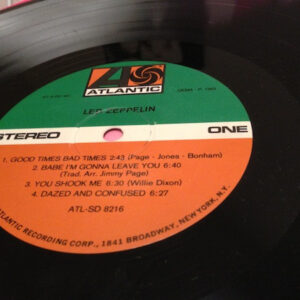 ATLANTIC
LED ZEPPELIN
STEREO
ONE
1. GOOD TIMES BAD TIMES 2:43 (Page - Jones - Bonham)
2. BABE I'M GONNA LEAVE YOU 6:40
(Trad. Arr. Jimmy Page)
3. YOU SHOOK ME 6:30 (Willie Dixon)
4. DAZED AND CONFUSED 6:27
ATL-SD 8216
ATLANTIC RECORDING CORP., 1841 BROADWAY, NEW YORK, N.Y.